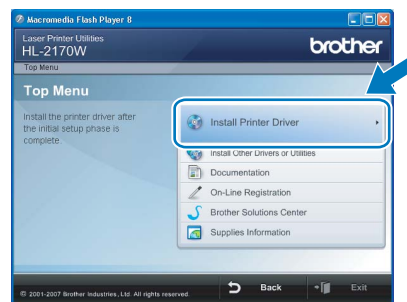 Macromedia Flash Player 8
Laser Printer Utilities
HL-2170W
brother
Top Menu
Top Menu
Install the printer driver after
the initial setup phase is
complete.
Install Printer Driver
Install Other Drivers or Utilities
Documentation
On-Line Registration
Brother Solutions Center
Supplies Information
© 2001-2007 Brother Industries, Ltd. All rights reserved.
Back
Exit